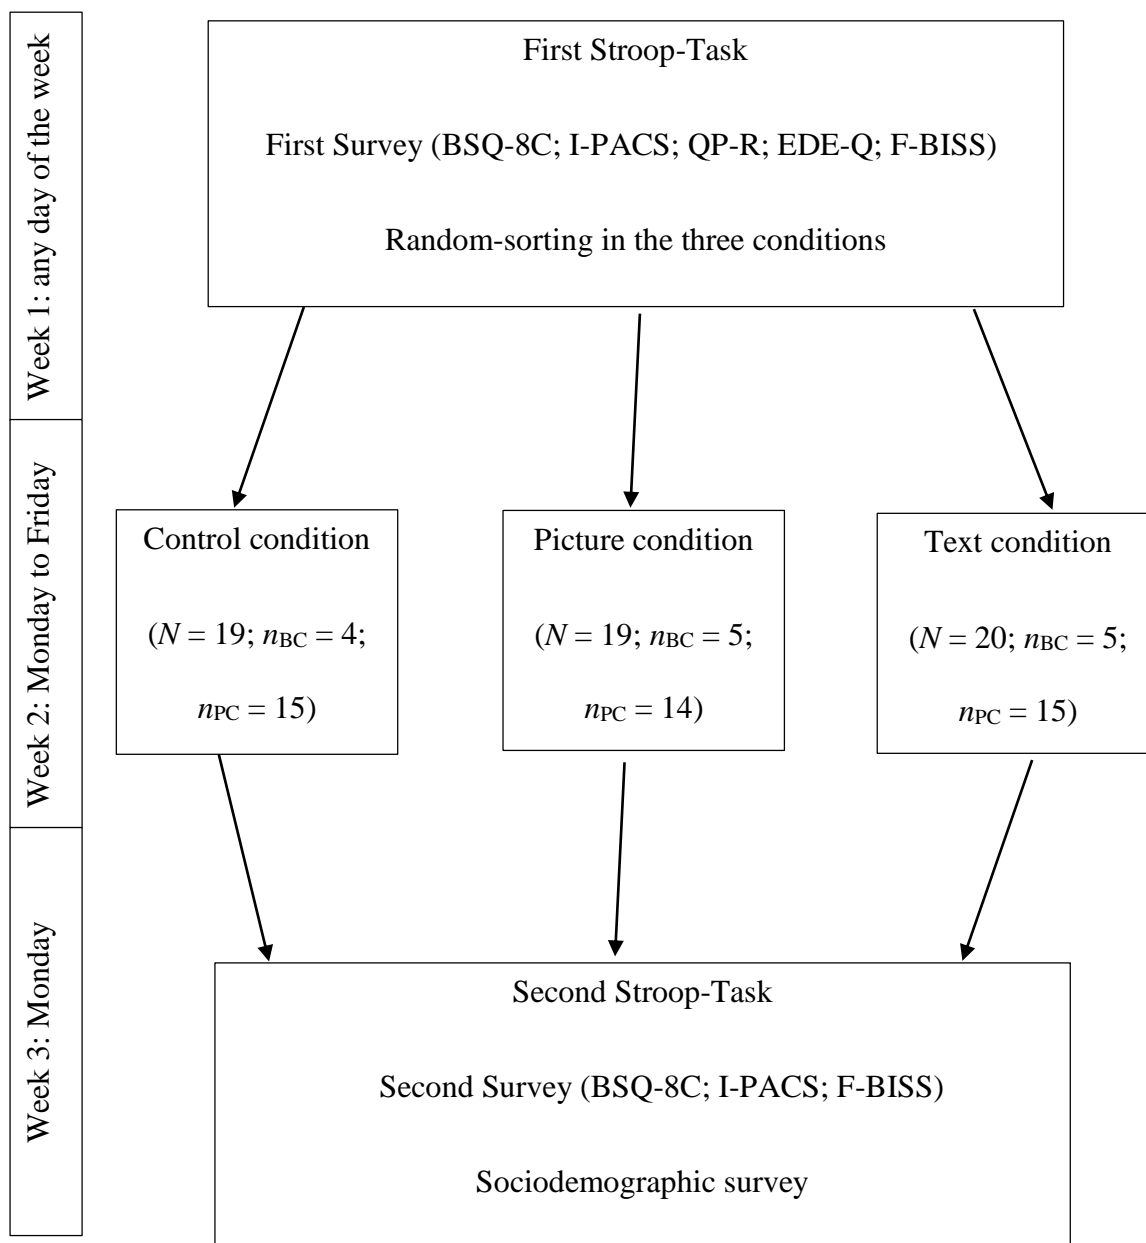 Week 1: any day of the week
First Stroop-Task
First Survey (BSQ-8C; I-PACS; QP-R; EDE-Q; F-BISS)
Random-sorting in the three conditions
Week 2: Monday to Friday
Control condition
(N = 19; nBC = 4;
nPC = 15)
Picture condition
(N = 19; nBC = 5;
nPC = 14)
Text condition
(N = 20; nBC = 5;
nPC = 15)
Week 3: Monday
Second Stroop-Task
Second Survey (BSQ-8C; I-PACS; F-BISS)
Sociodemographic survey